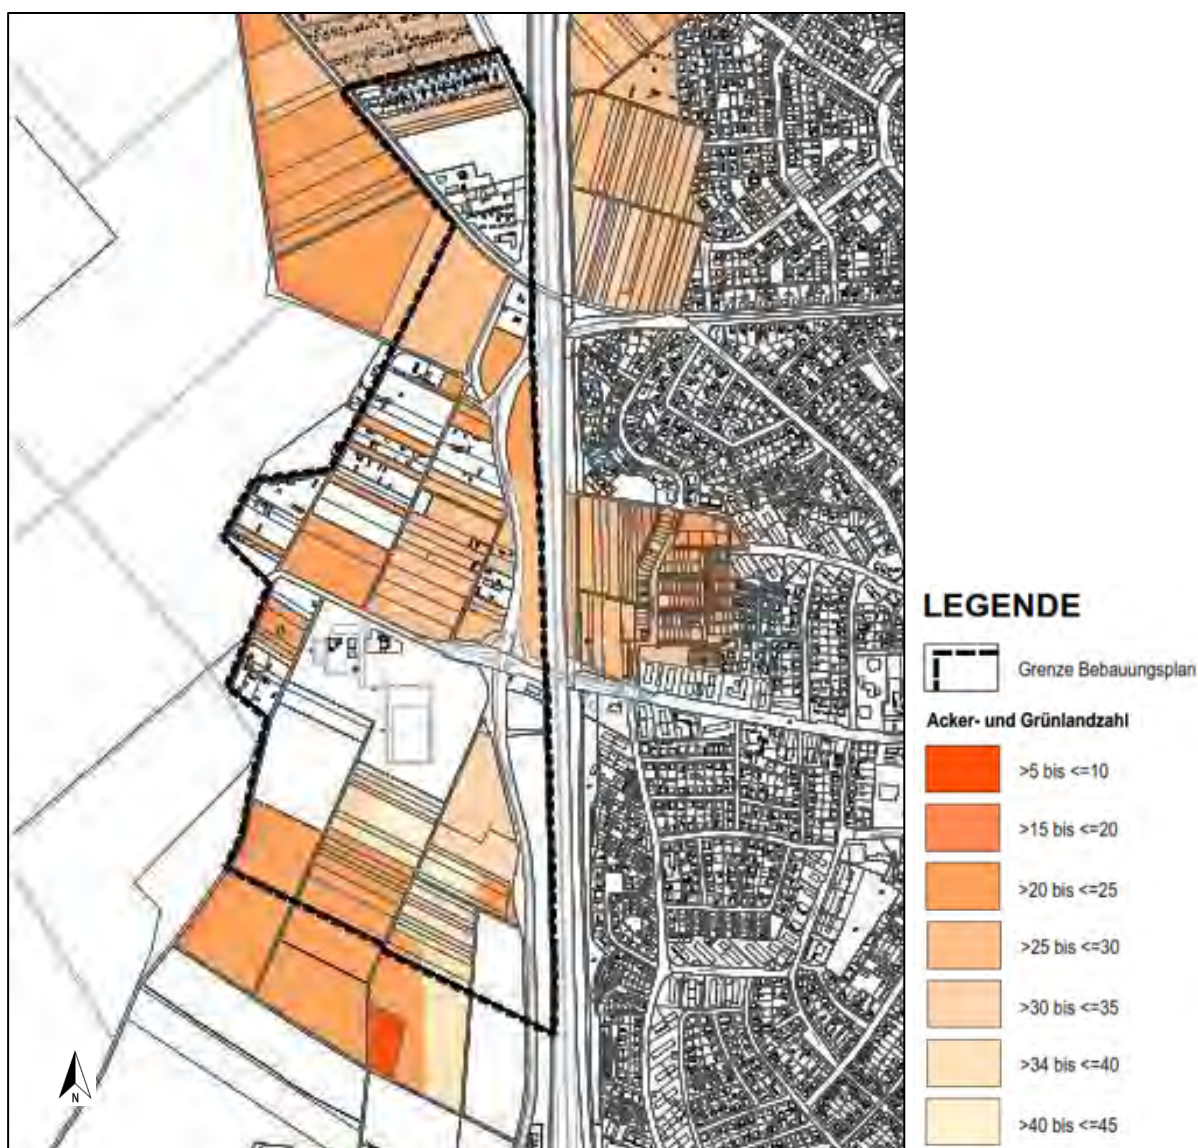 LEGENDE
Grenze Bebauungsplan
Acker- und Grünlandzahl
>5 bis <=10
>15 bis <=20
>20 bis <=25
>25 bis <=30
>30 bis <=35
>34 bis <=40
>40 bis <=45
N